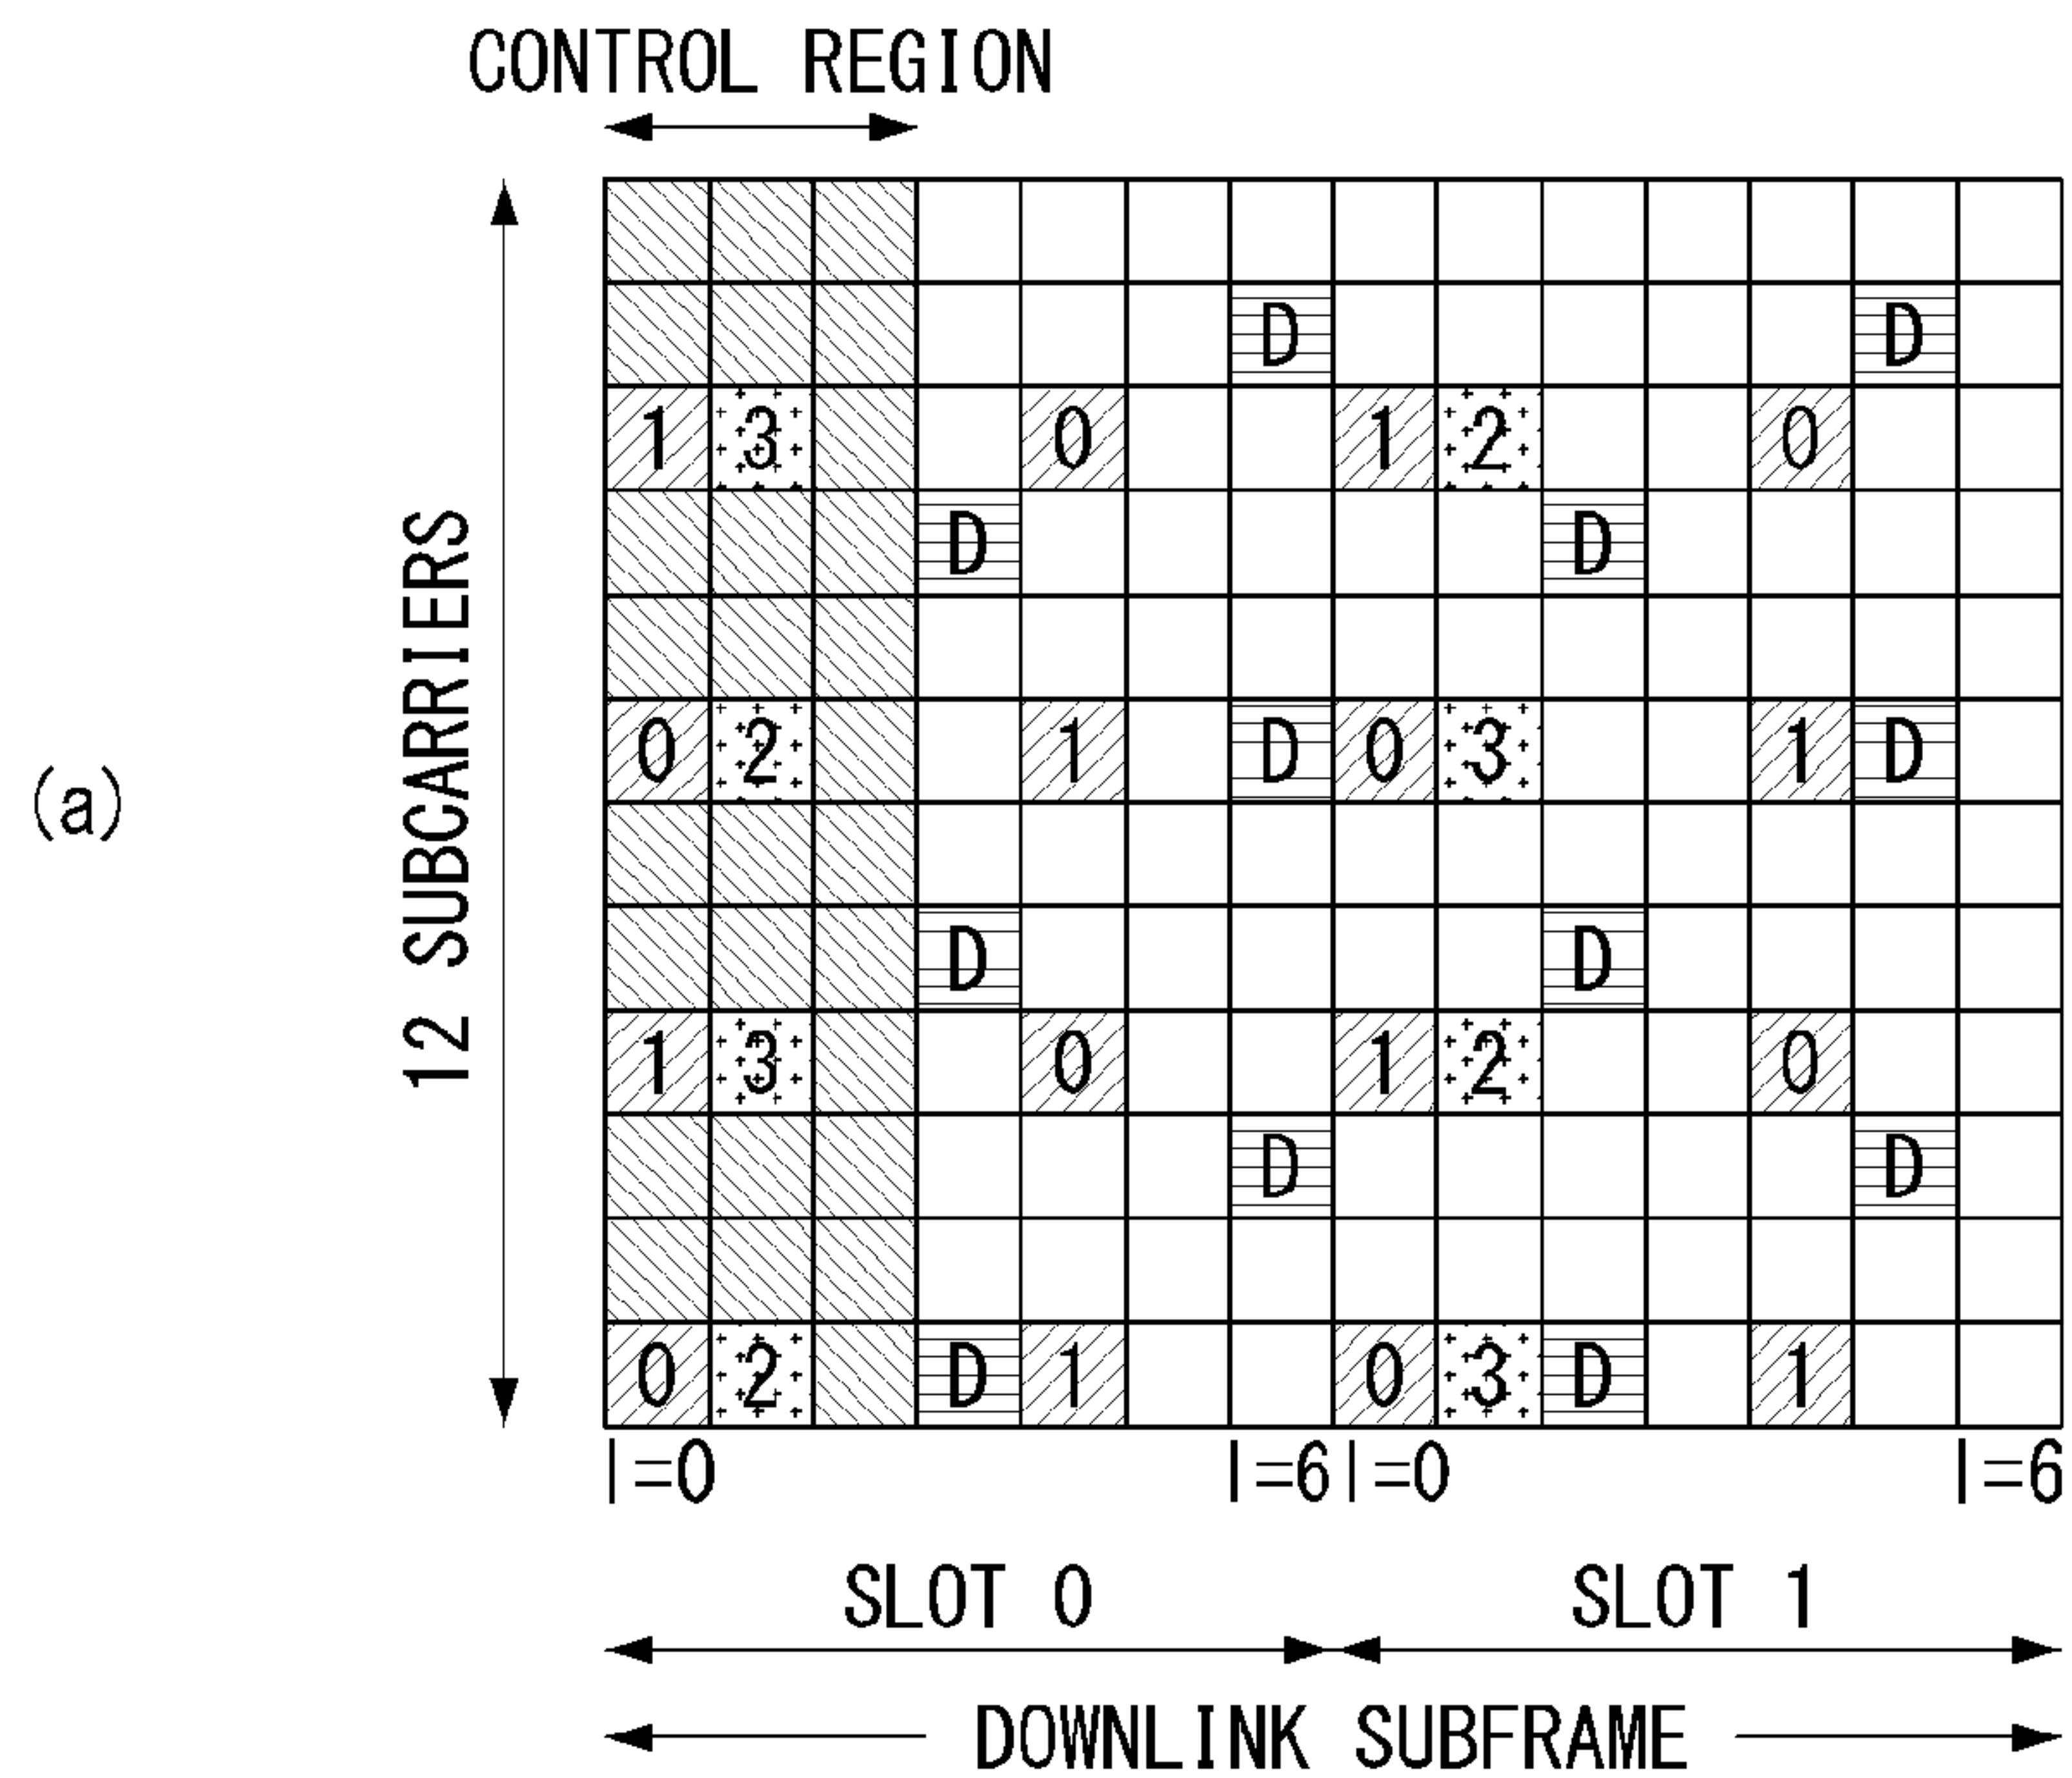 CONTROL REGION
D D
1 3 0 1 2 0
D D
0 2 1 D 0 3 1 D
D D
1 3 0 1 2 0
D D
0 2 D 1 0 3 D 1
12 SUBCARRIERS
(a)
l=0 l=6 l=0 l=6
SLOT 0 SLOT 1
DOWNLINK SUBFRAME